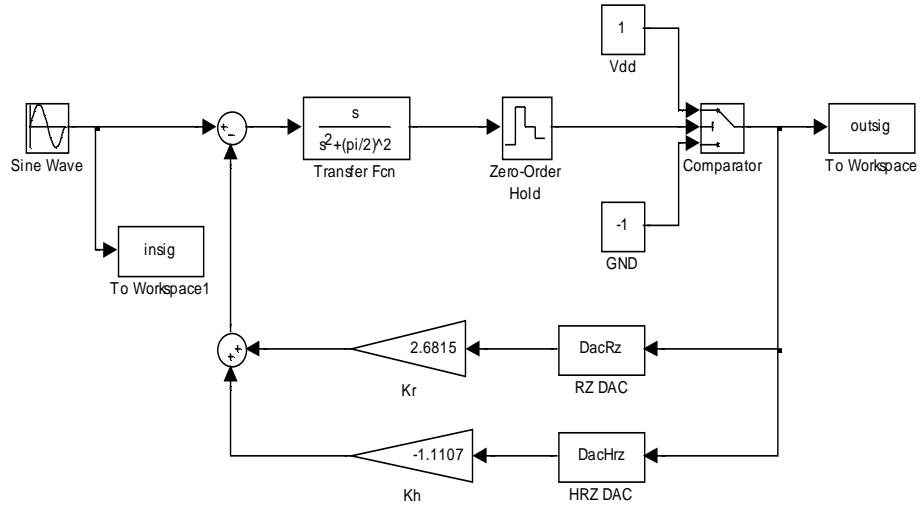 1
Vdd
Sine Wave
s
s^2+(pi/2)^2
Transfer Fcn
Zero-Order
Hold
Comparator
outsig
To Workspace
insig
To Workspace1
-1
GND
2.6815
Kr
DacRz
RZ DAC
-1.1107
Kh
DacHrz
HRZ DAC